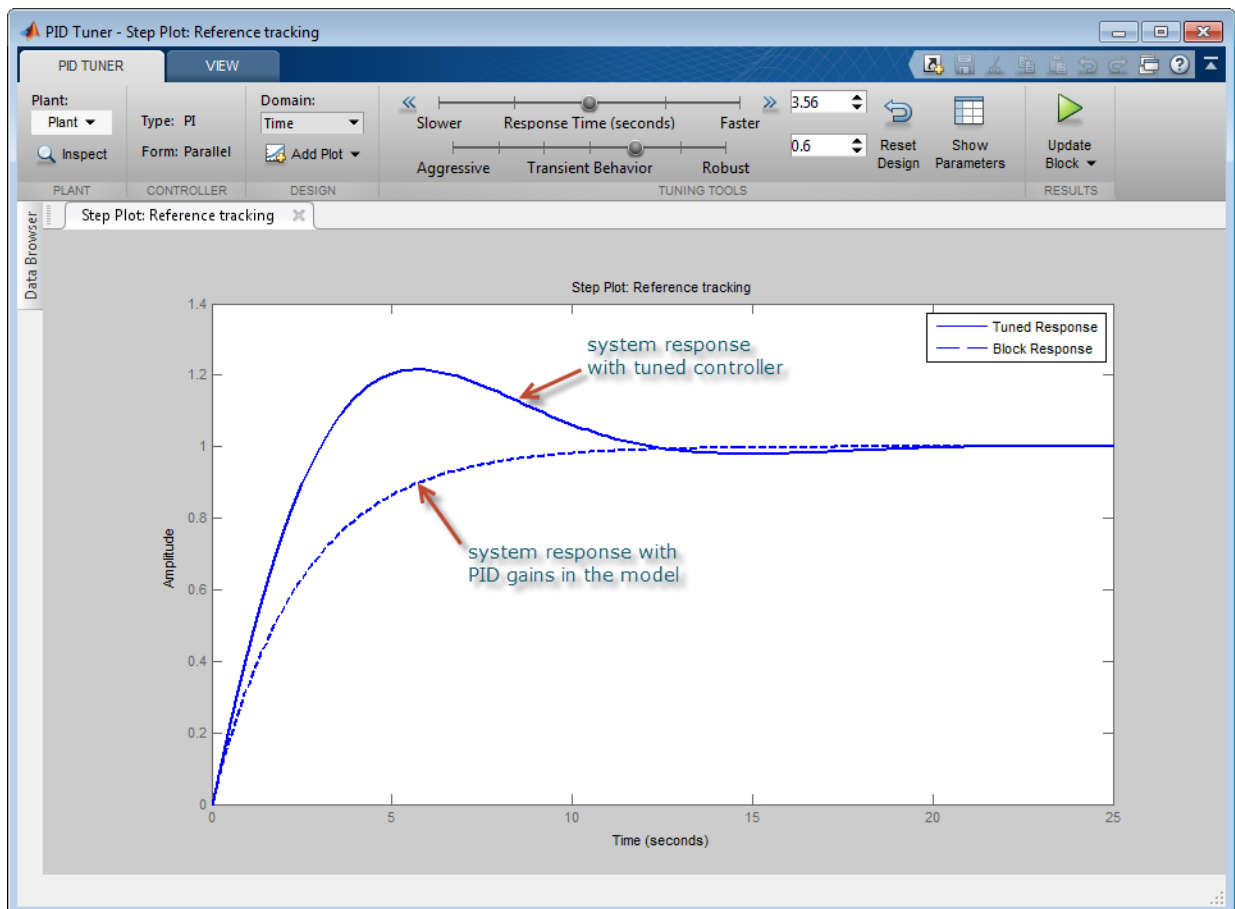 PID Tuner - Step Plot: Reference tracking
PID TUNER
VIEW
Plant:
Plant
Inspect
PLANT
Type: PI
Form: Parallel
CONTROLLER
Domain:
Time
Add Plot
DESIGN
Slower
Response Time (seconds)
Faster
3.56
Aggressive
Transient Behavior
Robust
0.6
Reset
Design
Show
Parameters
TUNING TOOLS
Update
Block
RESULTS
Data Browser
Step Plot: Reference tracking
Step Plot: Reference tracking
Tuned Response
Block Response
system response
with tuned controller
system response with
PID gains in the model
Amplitude
1.4
1.2
1
0.8
0.6
0.4
0.2
0
0
5
10
15
20
25
Time (seconds)